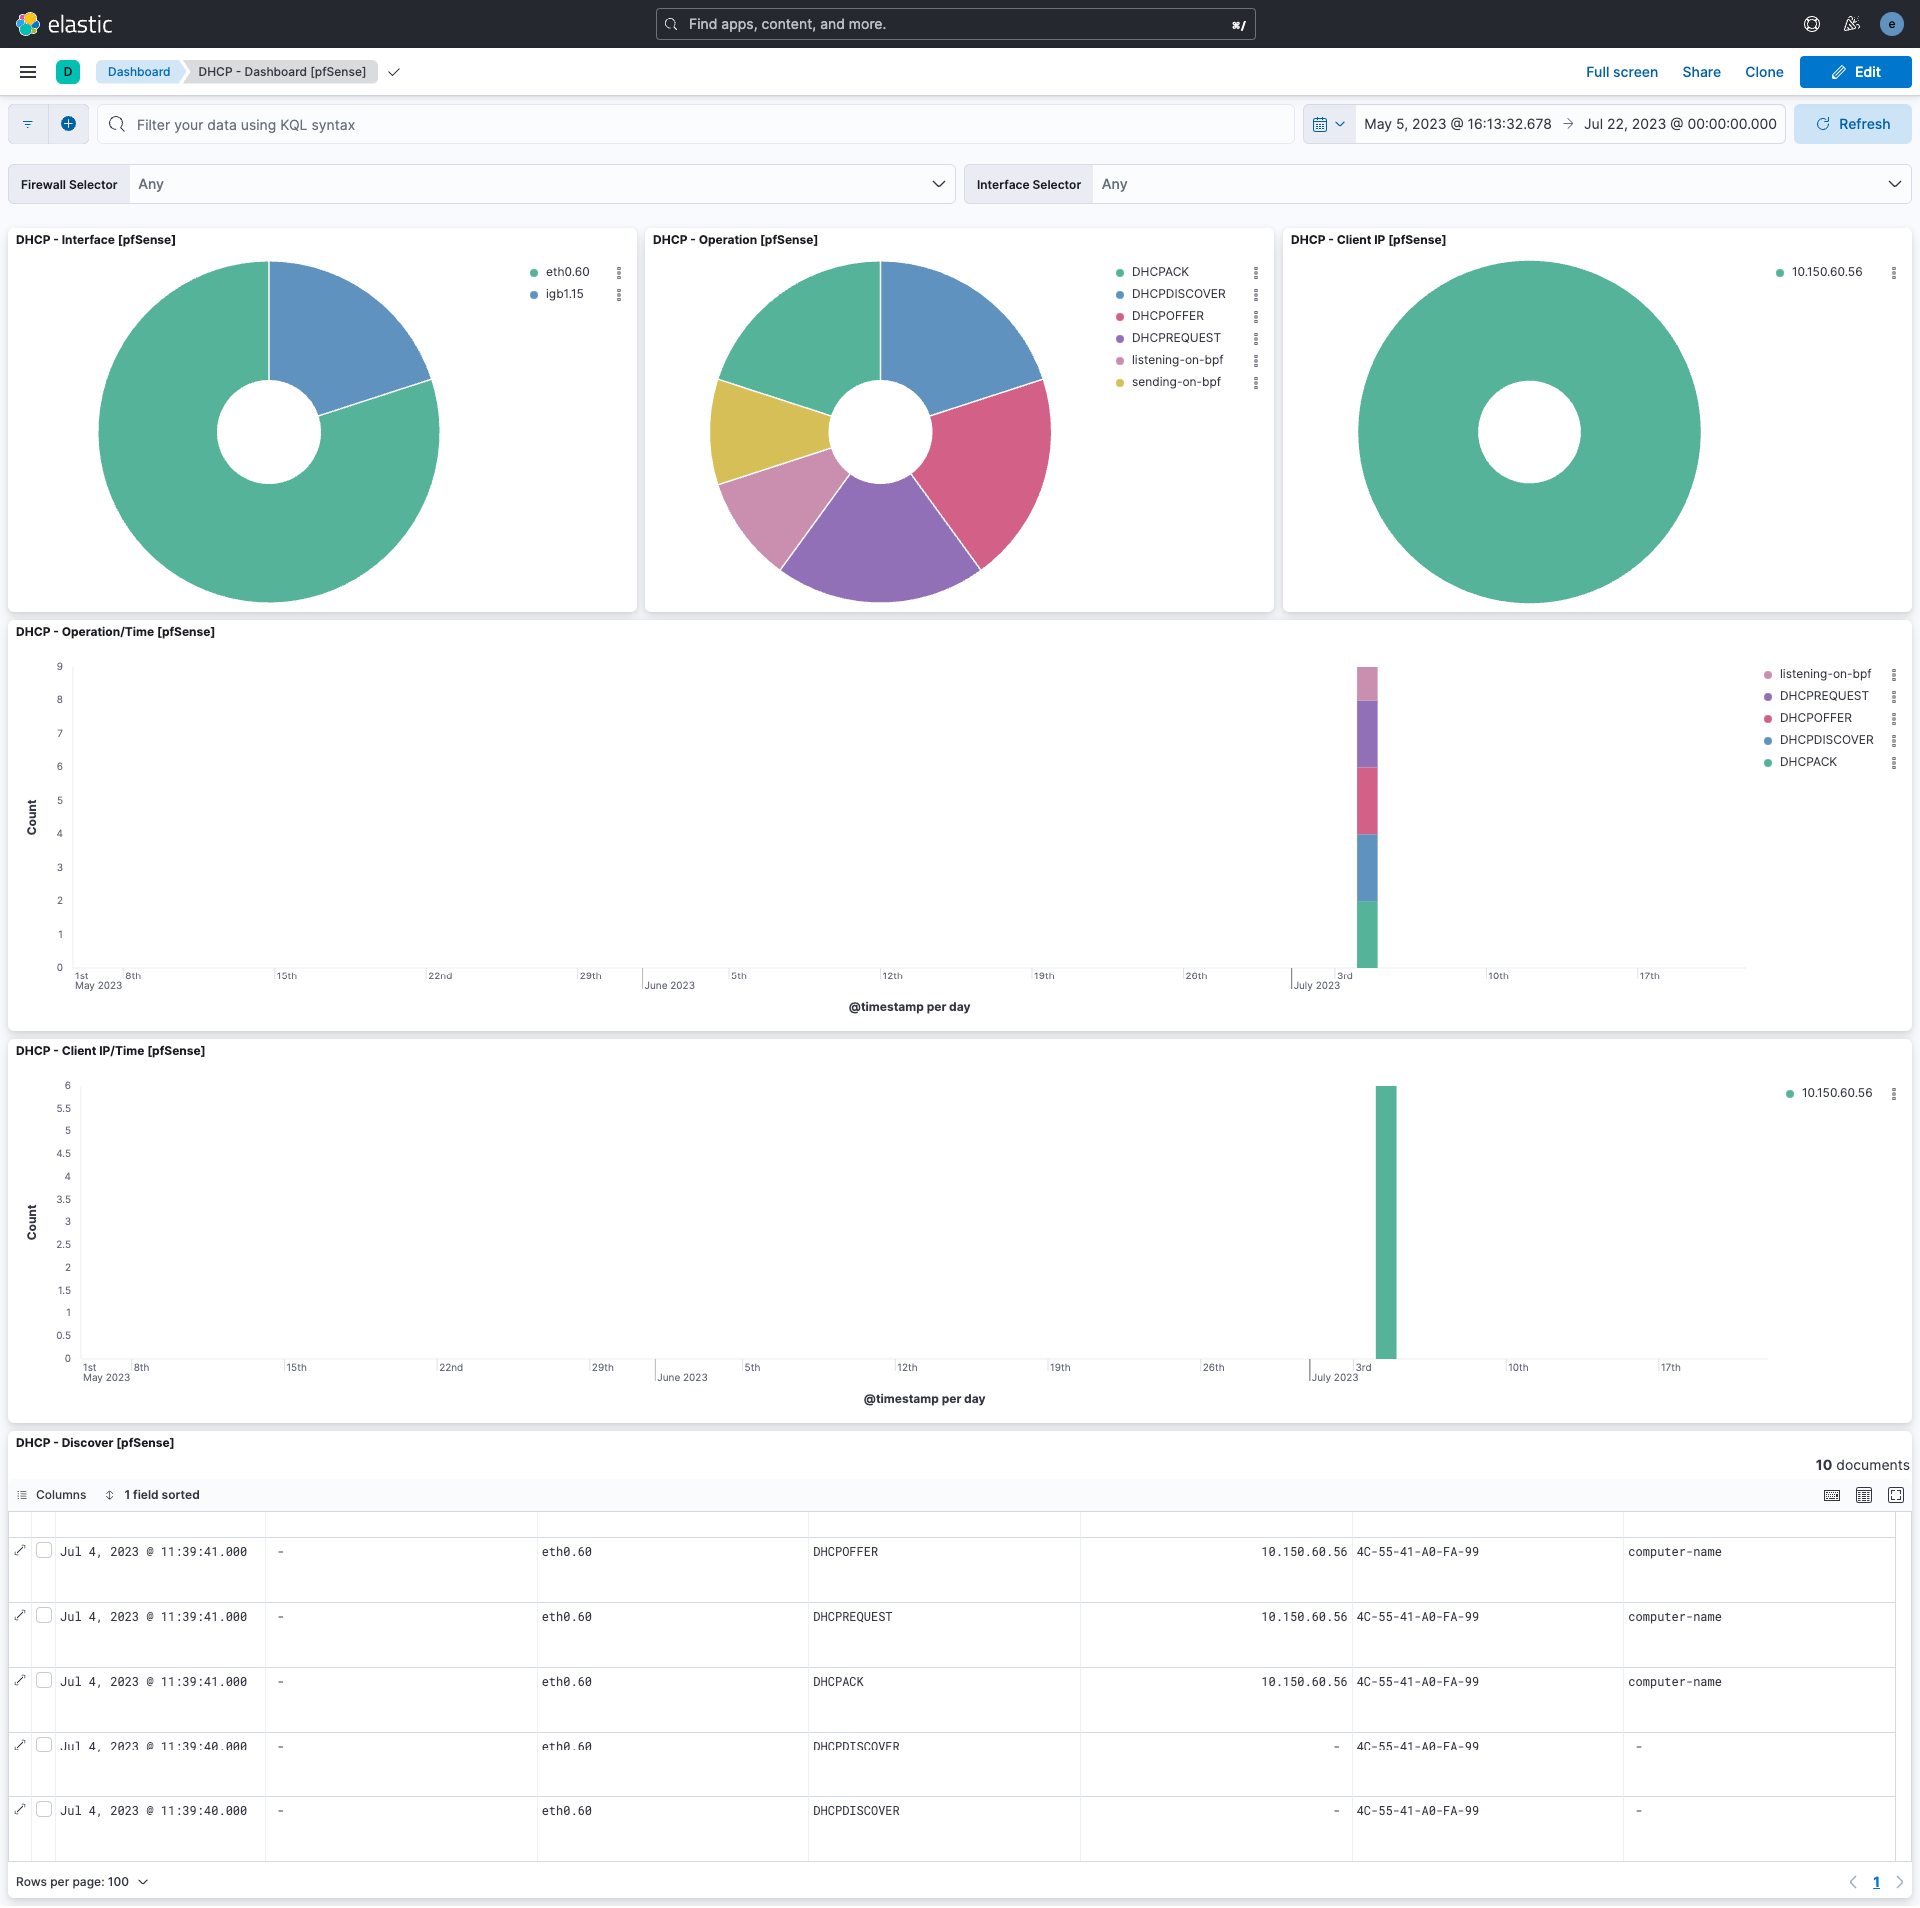 elastic
Find apps, content, and more.
⌘/
e
D
Dashboard
DHCP - Dashboard [pfSense]
Full screen
Share
Clone
Edit
Filter your data using KQL syntax
May 5, 2023 @ 16:13:32.678 → Jul 22, 2023 @ 00:00:00.000
Refresh
Firewall Selector
Any
Interface Selector
Any
DHCP - Interface [pfSense]
eth0.60
igb1.15
DHCP - Operation [pfSense]
DHCPACK
DHCPDISCOVER
DHCPOFFER
DHCPREQUEST
listening-on-bpf
sending-on-bpf
DHCP - Client IP [pfSense]
10.150.60.56
DHCP - Operation/Time [pfSense]
9
8
7
6
5
4
3
2
1
0
Count
1st 8th 15th 22nd 29th 5th 12th 19th 26th 3rd 10th 17th
May 2023 June 2023 July 2023
@timestamp per day
listening-on-bpf
DHCPREQUEST
DHCPOFFER
DHCPDISCOVER
DHCPACK
DHCP - Client IP/Time [pfSense]
6
5.5
5
4.5
4
3.5
3
2.5
2
1.5
1
0.5
0
Count
1st 8th 15th 22nd 29th 5th 12th 19th 26th 3rd 10th 17th
May 2023 June 2023 July 2023
@timestamp per day
10.150.60.56
DHCP - Discover [pfSense]
10 documents
Columns
1 field sorted
Jul 4, 2023 @ 11:39:41.000 - eth0.60 DHCPOFFER 10.150.60.56 4C-55-41-A0-FA-99 computer-name
Jul 4, 2023 @ 11:39:41.000 - eth0.60 DHCPREQUEST 10.150.60.56 4C-55-41-A0-FA-99 computer-name
Jul 4, 2023 @ 11:39:41.000 - eth0.60 DHCPACK 10.150.60.56 4C-55-41-A0-FA-99 computer-name
Jul 4, 2023 @ 11:39:40.000 - eth0.60 DHCPDISCOVER - 4C-55-41-A0-FA-99 -
Jul 4, 2023 @ 11:39:40.000 - eth0.60 DHCPDISCOVER - 4C-55-41-A0-FA-99 -
Rows per page: 100
1